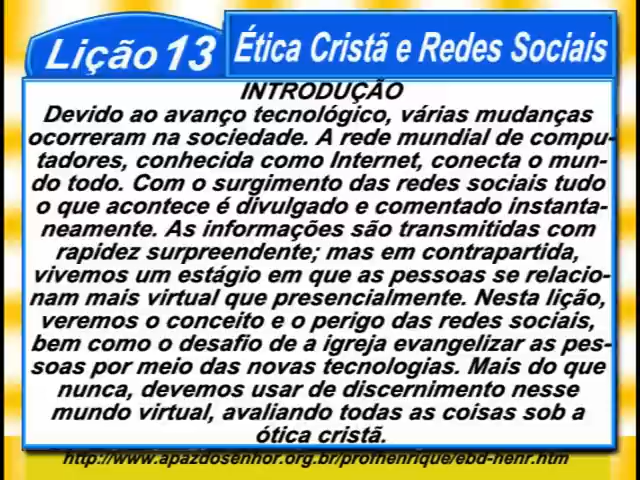 Lição 13
Ética Cristã e Redes Sociais
INTRODUÇÃO
Devido ao avanço tecnológico, várias mudanças
ocorreram na sociedade. A rede mundial de compu-
tadores, conhecida como Internet, conecta o mun-
do todo. Com o surgimento das redes sociais tudo
o que acontece é divulgado e comentado instanta-
neamente. As informações são transmitidas com
rapidez surpreendente; mas em contrapartida,
vivemos um estágio em que as pessoas se relacio-
nam mais virtual que presencialmente. Nesta lição,
veremos o conceito e o perigo das redes sociais,
bem como o desafio de a igreja evangelizar as pes-
soas por meio das novas tecnologias. Mais do que
nunca, devemos usar de discernimento nesse
mundo virtual, avaliando todas as coisas sob a
ótica cristã.
http://www.apazdosenhor.org.br/profhenrique/ebd-henr.htm